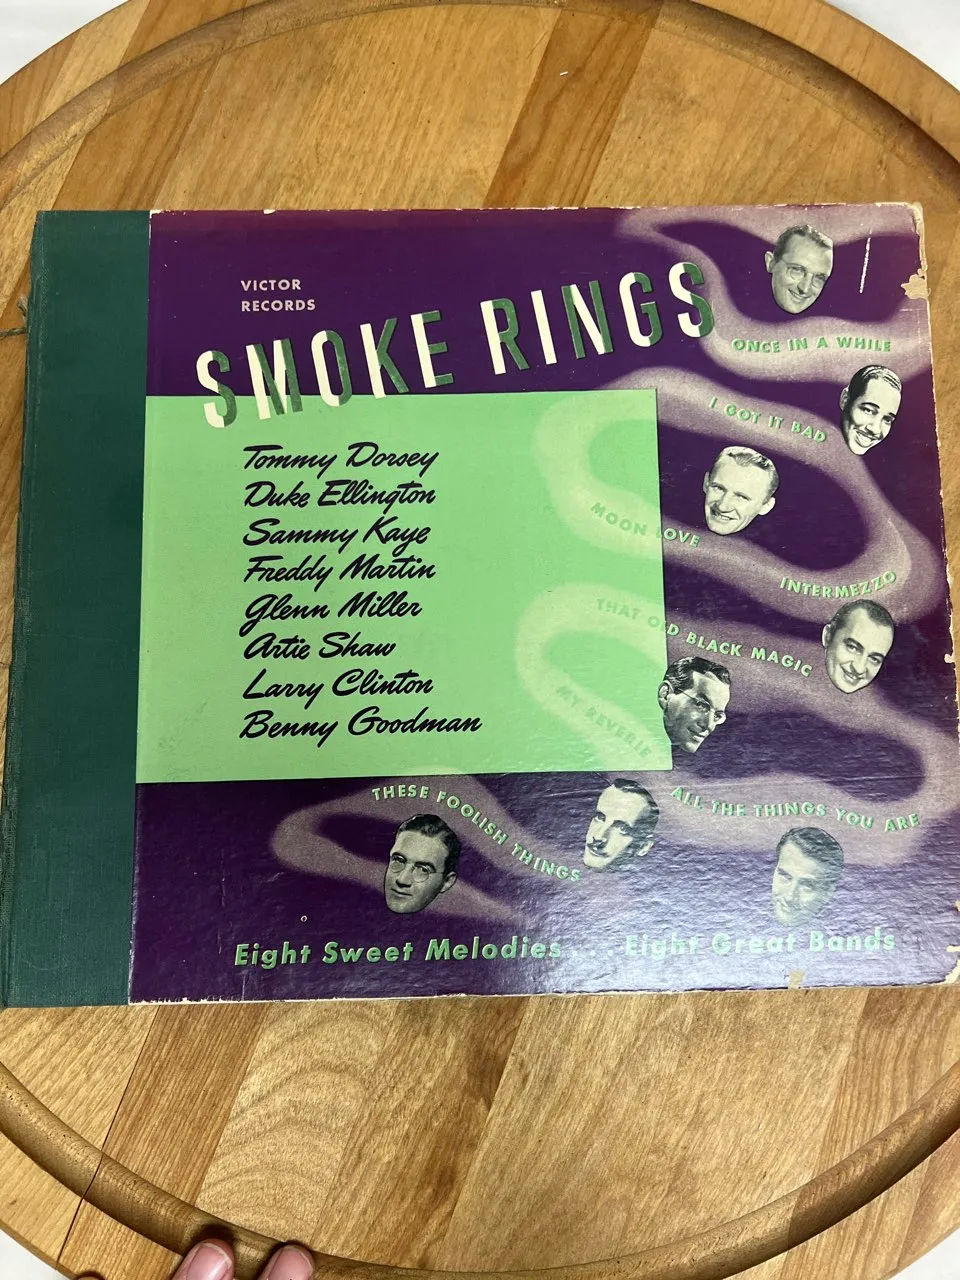 VICTOR
RECORDS
SMOKE RINGS
Tommy Dorsey
Duke Ellington
Sammy Kaye
Freddy Martin
Glenn Miller
Artie Shaw
Larry Clinton
Benny Goodman
ONCE IN A WHILE
I GOT IT BAD
MOON LOVE
INTERMEZZO
THAT OLD BLACK MAGIC
MY REVERIE
ALL THE THINGS YOU ARE
THESE FOOLISH THINGS
Eight Sweet Melodies . . . Eight Great Bands